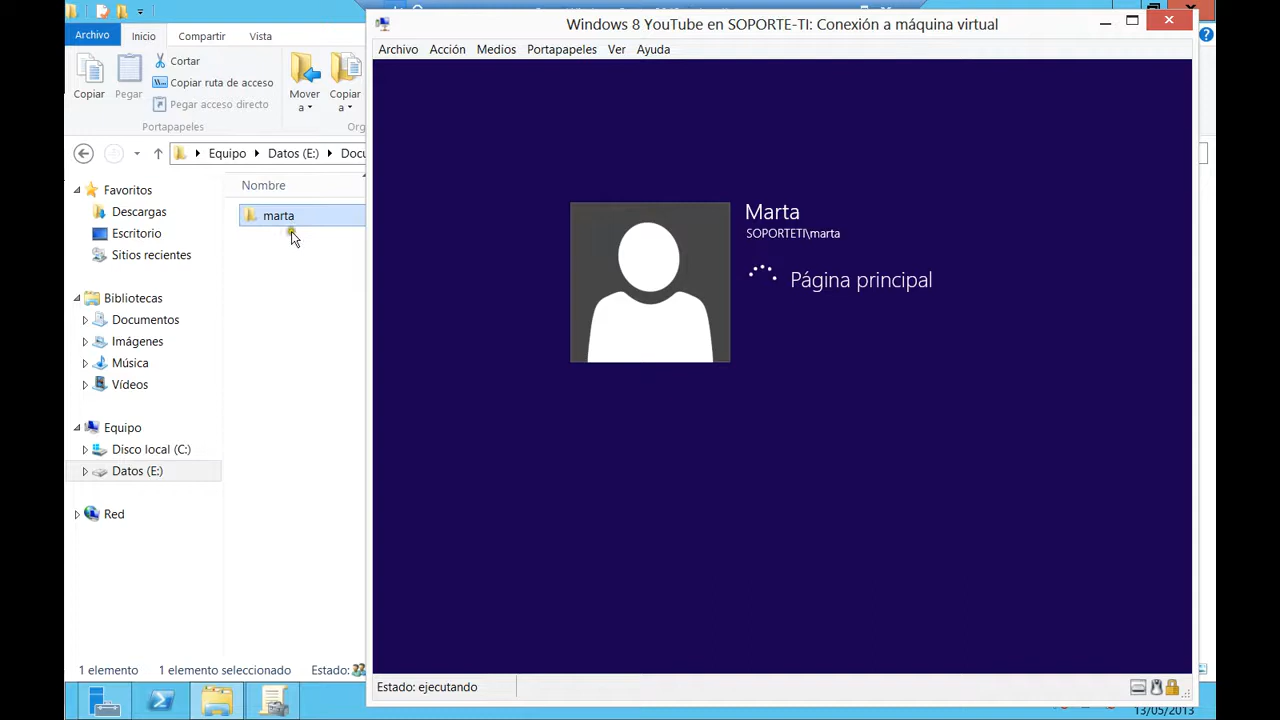 Windows 8 YouTube en SOPORTE-TI: Conexión a máquina virtual
Archivo Inicio Compartir Vista
Archivo Acción Medios Portapapeles Ver Ayuda
Copiar
Pegar
Cortar
Copiar ruta de acceso
Pegar acceso directo
Portapapeles
Mover a
Copiar a
Org
Equipo Datos (E:) Docu
Nombre
marta
Favoritos
Descargas
Escritorio
Sitios recientes
Bibliotecas
Documentos
Imágenes
Música
Vídeos
Equipo
Disco local (C:)
Datos (E:)
Red
Marta
SOPORTETI\marta
Página principal
1 elemento 1 elemento seleccionado Estado:
Estado: ejecutando
13/05/2013